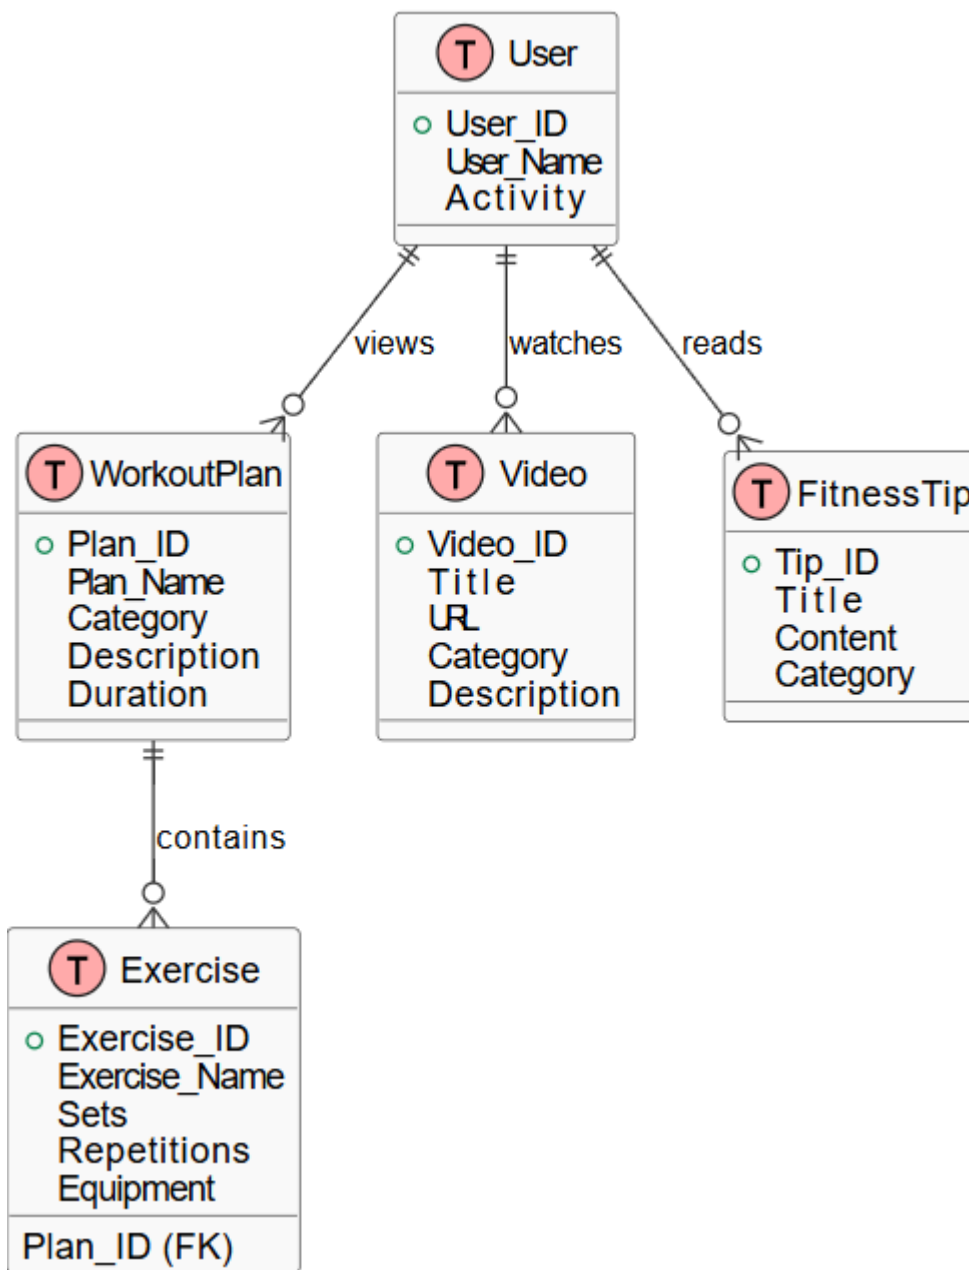 T User
User_ID
User_Name
Activity
views
watches
reads
T WorkoutPlan
Plan_ID
Plan_Name
Category
Description
Duration
T Video
Video_ID
Title
URL
Category
Description
T FitnessTip
Tip_ID
Title
Content
Category
contains
T Exercise
Exercise_ID
Exercise_Name
Sets
Repetitions
Equipment
Plan_ID (FK)